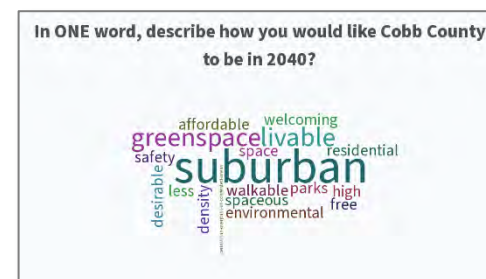 In ONE word, describe how you would like Cobb County
to be in 2040?
affordable
welcoming
greenspace
livable
safety
space
residential
suburban
desirable
less
density
walkable
parks
high
spacious
free
environmental